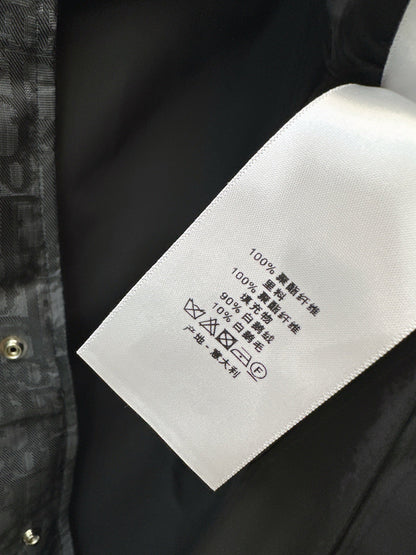 100% 聚酯纤维
里料
100% 聚酯纤维
填充物
90% 白鹅绒
10% 白鹅毛
F
产地 - 意大利